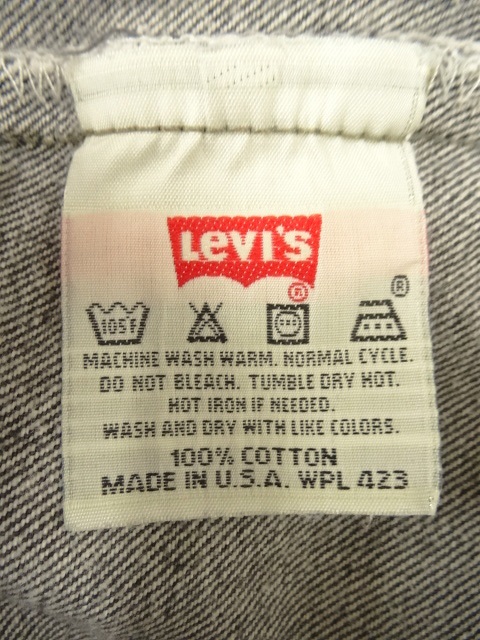 LEVI'S
®
®
105F
MACHINE WASH WARM. NORMAL CYCLE.
DO NOT BLEACH. TUMBLE DRY HOT.
HOT IRON IF NEEDED.
WASH AND DRY WITH LIKE COLORS.
100% COTTON
MADE IN U.S.A. WPL 423